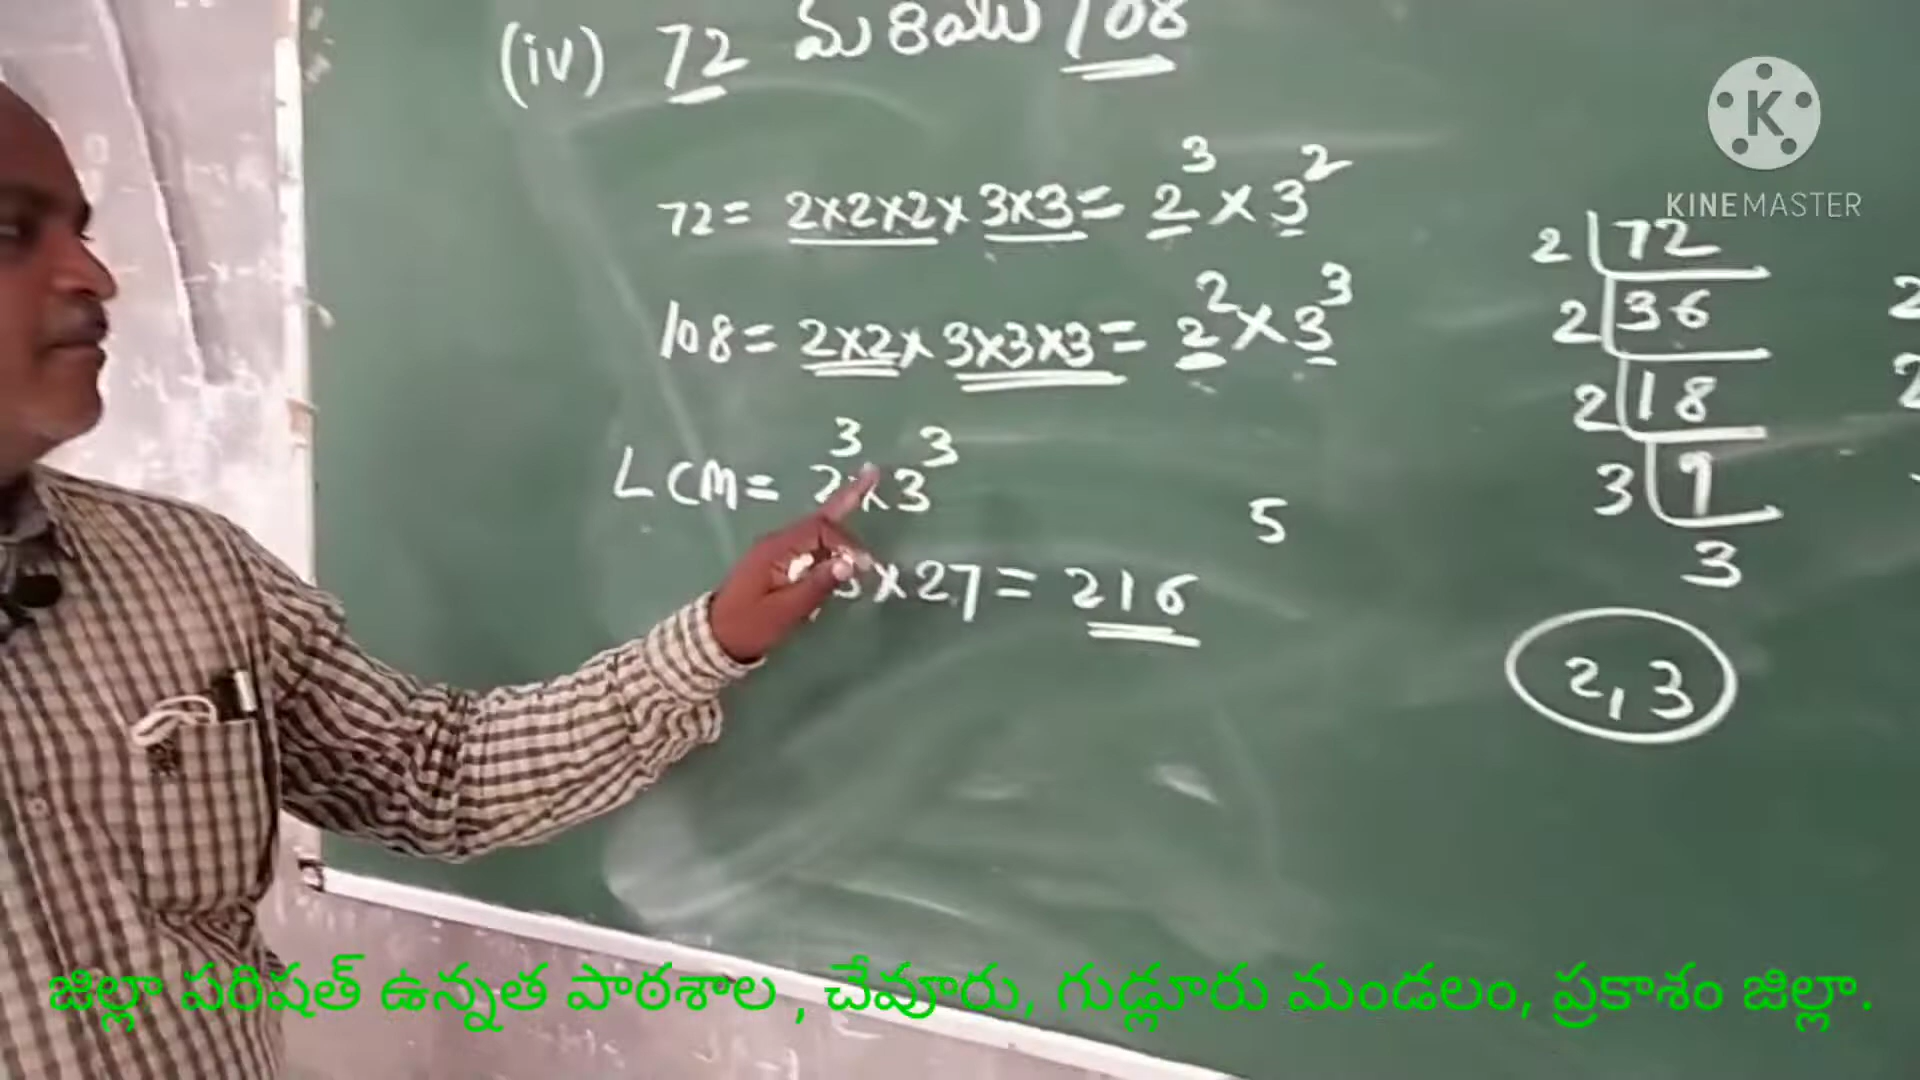 (iv) 72 మరియు 108
K
KINEMASTER
72 = 2×2×2×3×3 = 2³ × 3²
108 = 2×2×3×3×3 = 2² × 3³
LCM = 2³×3³
8×27 = 216
5
2 72
2 36
2 18
3 9
3
2, 3
జిల్లా పరిషత్ ఉన్నత పాఠశాల , చేవూరు, గుడ్లూరు మండలం, ప్రకాశం జిల్లా.